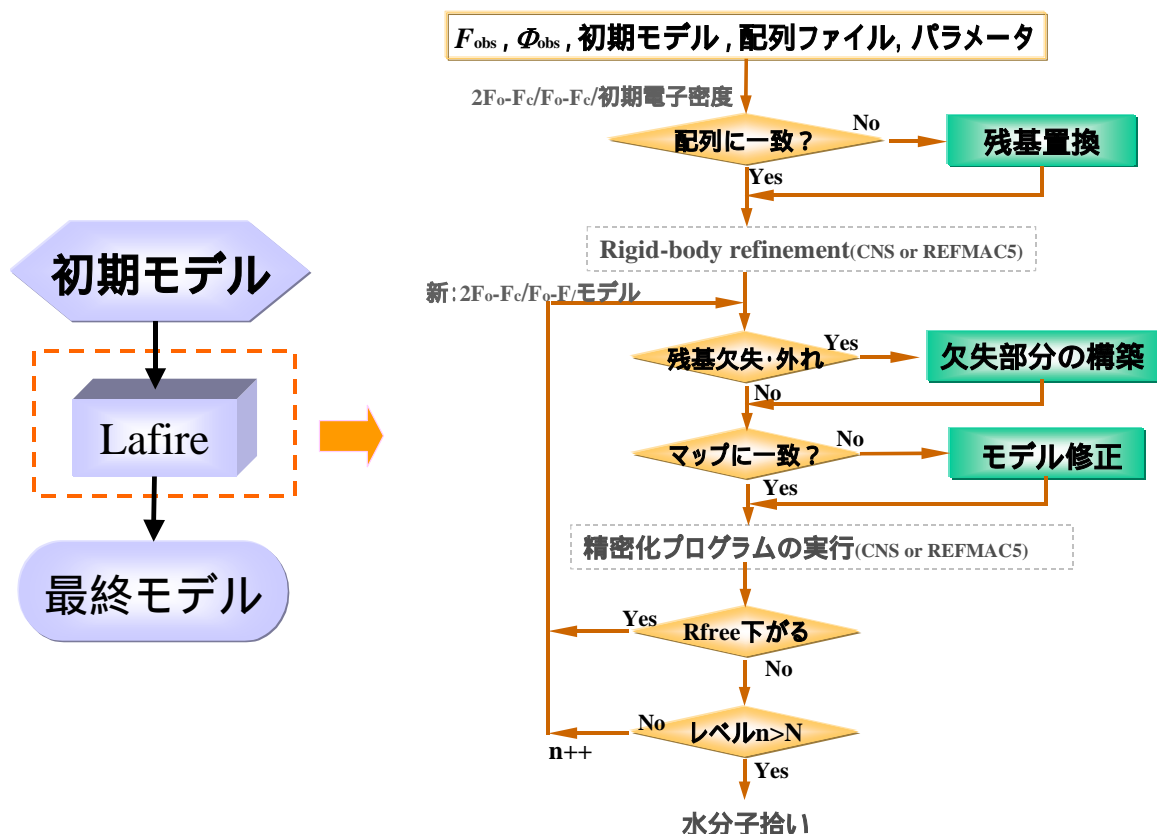 初期モデル
Lafire
最終モデル
Fobs , Φobs , 初期モデル , 配列ファイル, パラメータ
2Fo-Fc/Fo-Fc/初期電子密度
配列に一致？
No
残基置換
Yes
Rigid-body refinement(CNS or REFMAC5)
新：2Fo-Fc/Fo-F/モデル
残基欠失・外れ
Yes
欠失部分の構築
No
マップに一致？
No
モデル修正
Yes
精密化プログラムの実行(CNS or REFMAC5)
Yes
Rfree下がる
No
No
レベルn>N
n++
Yes
水分子拾い